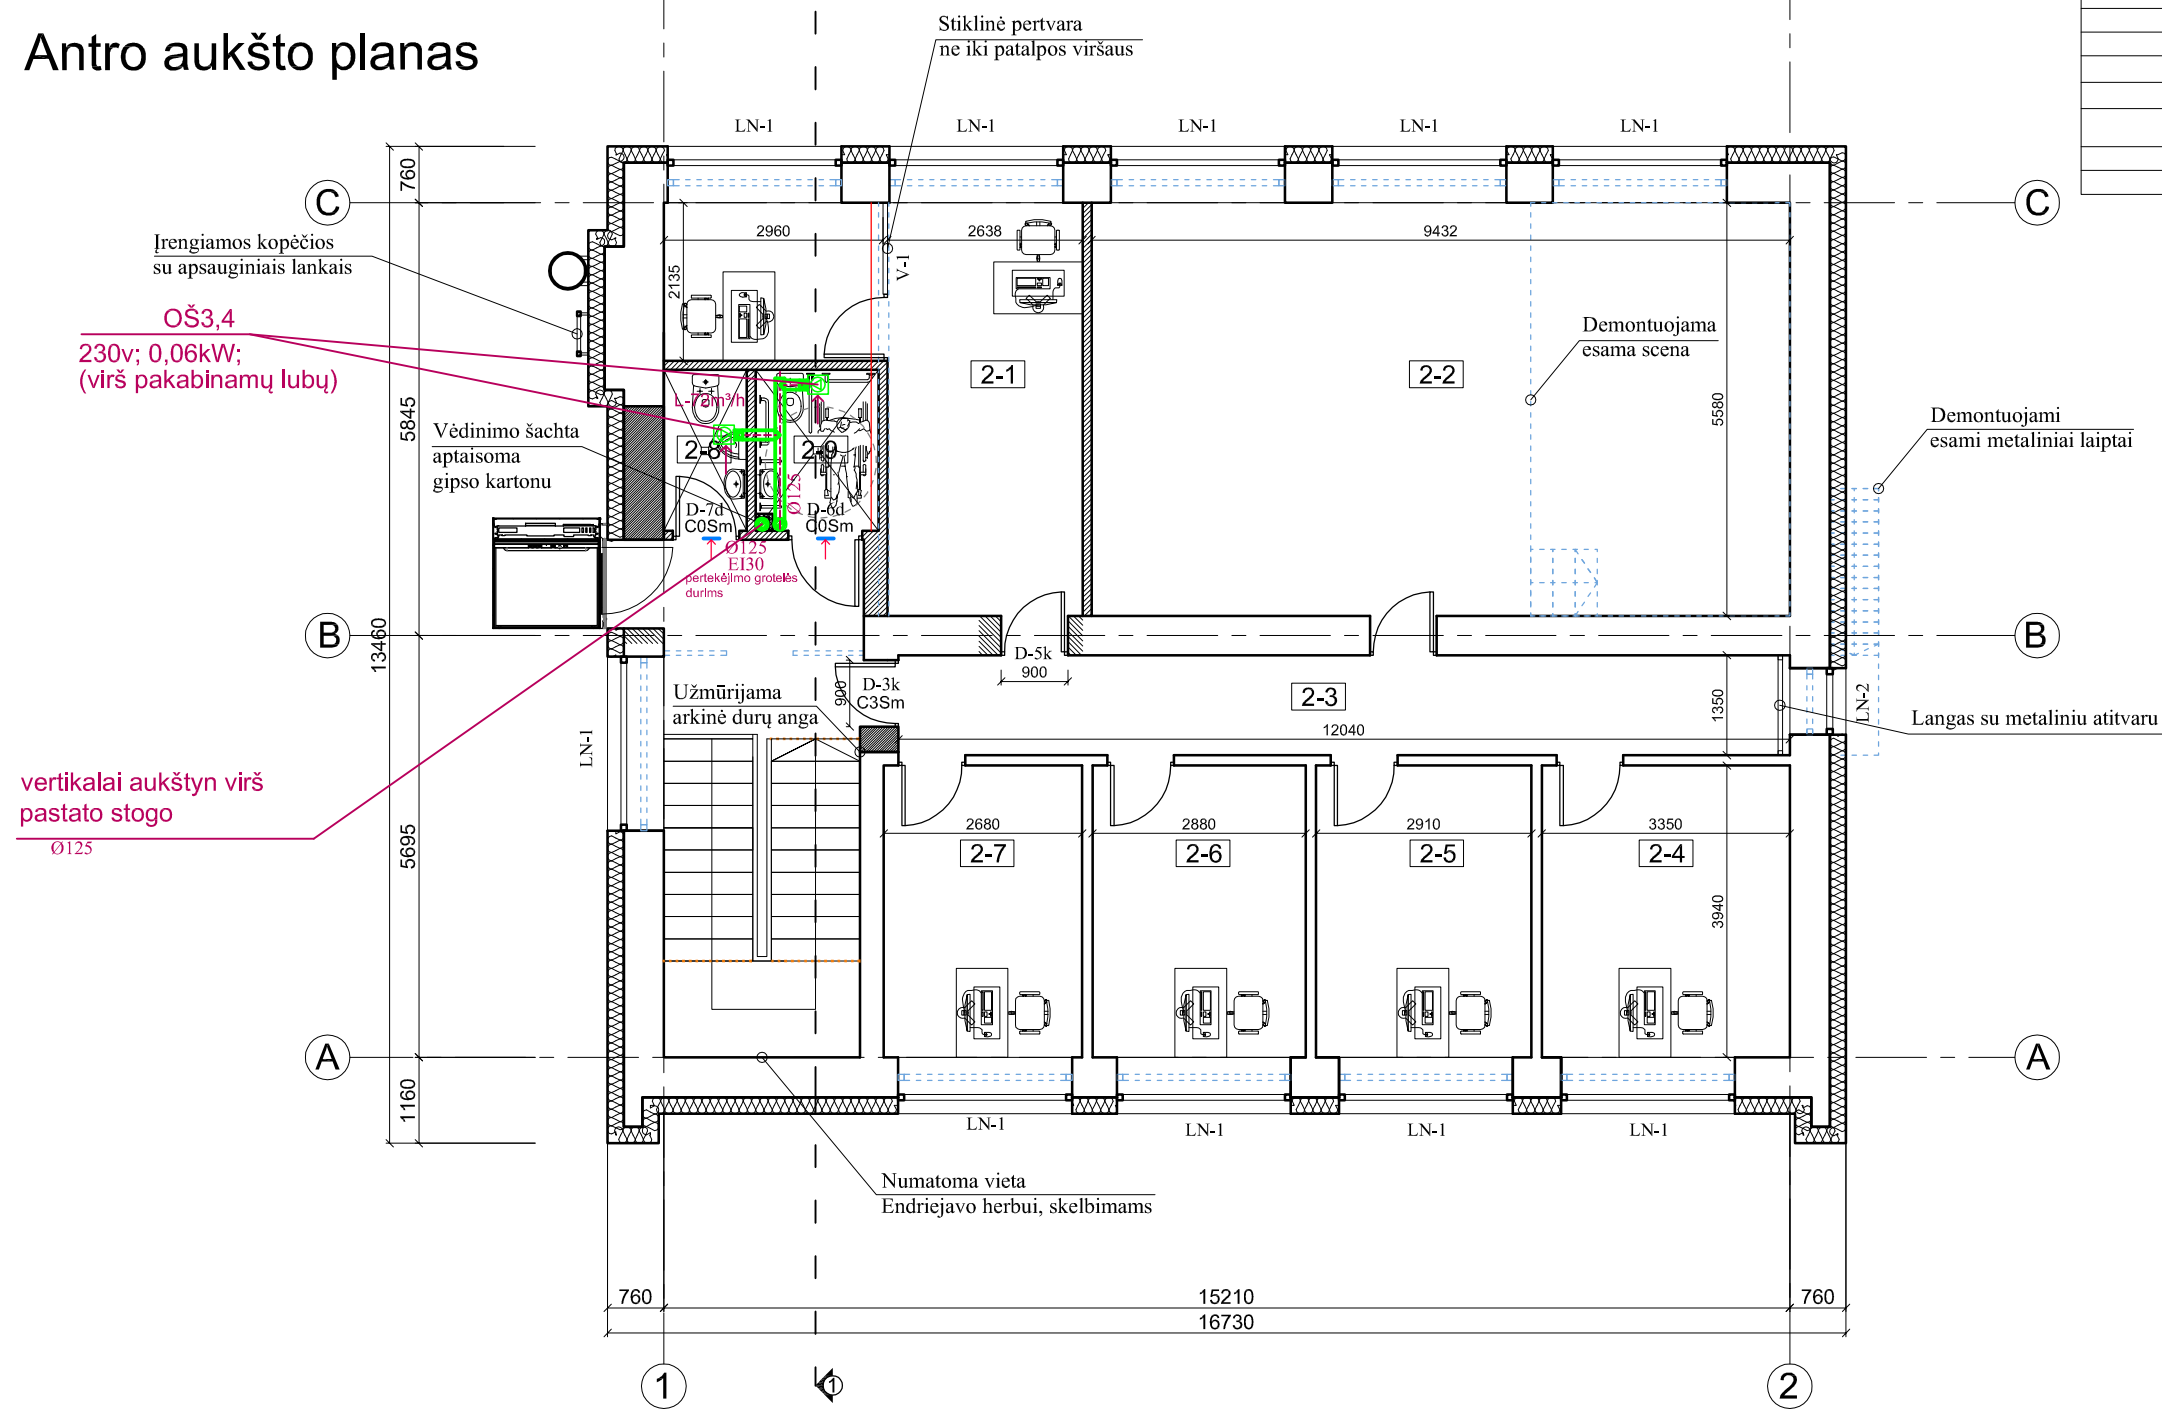 Antro aukšto planas
Stiklinė pertvara
ne iki patalpos viršaus
LN-1
LN-1
LN-1
LN-1
LN-1
760
C
C
Įrengiamos kopėčios
su apsauginiais lankais
2960
2638
9432
2135
V-1
OŠ3,4
230v; 0,06kW;
(virš pakabinamų lubų)
Demontuojama
esama scena
2-1
2-2
5845
5580
L-72m³/h
Demontuojami
esami metaliniai laiptai
Vėdinimo šachta
aptaisoma
gipso kartonu
2-8
2-9
Ø125
D-7d
C0Sm
D-6d
C0Sm
Ø125
EI30
pertekėjimo grotelės
durims
B
B
13460
D-5k
900
Užmūrijama
arkinė durų anga
900
D-3k
C3Sm
2-3
1350
LN-2
12040
Langas su metaliniu atitvaru
LN-1
vertikalai aukštyn virš
pastato stogo
Ø125
5695
2680
2880
2910
3350
2-7
2-6
2-5
2-4
3940
A
A
1160
LN-1
LN-1
LN-1
LN-1
Numatoma vieta
Endriejavo herbui, skelbimams
760
15210
760
16730
1
1
2